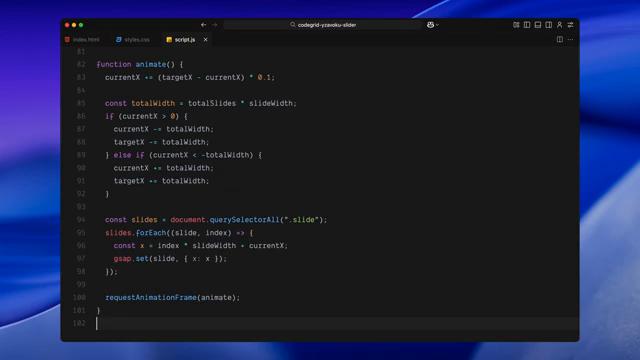 codegrid-yzavoku-slider
index.html
styles.css
script.js
81
82 function animate() {
83 currentX += (targetX - currentX) * 0.1;
84
85 const totalWidth = totalSlides * slideWidth;
86 if (currentX > 0) {
87 currentX -= totalWidth;
88 targetX -= totalWidth;
89 } else if (currentX < -totalWidth) {
90 currentX += totalWidth;
91 targetX += totalWidth;
92 }
93
94 const slides = document.querySelectorAll(".slide");
95 slides.forEach((slide, index) => {
96 const x = index * slideWidth + currentX;
97 gsap.set(slide, { x: x });
98 });
99
100 requestAnimationFrame(animate);
101 }
102